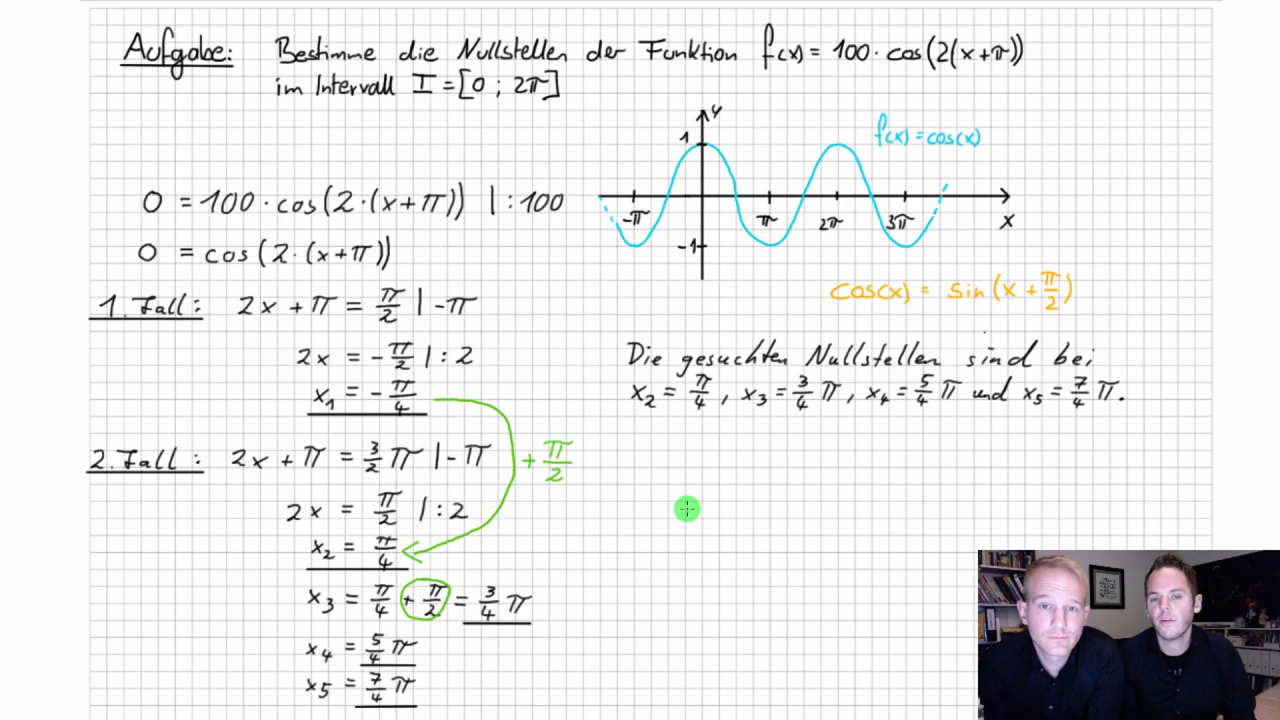 Aufgabe: Bestimme die Nullstellen der Funktion f(x) = 100 · cos(2(x+π))
im Intervall I = [0 ; 2π]
y
1
f(x) = cos(x)
-π π 2π 3π x
-1
cos(x) = sin(x + π/2)
0 = 100 · cos(2·(x+π)) | :100
0 = cos(2·(x+π))
1. Fall: 2x + π = π/2 | -π
2x = -π/2 | : 2
x₁ = -π/4
+ π/2
2. Fall: 2x + π = 3/2 π | -π
2x = π/2 | : 2
x₂ = π/4
x₃ = π/4 + π/2 = 3/4 π
x₄ = 5/4 π
x₅ = 7/4 π
Die gesuchten Nullstellen sind bei
x₂ = π/4, x₃ = 3/4 π, x₄ = 5/4 π und x₅ = 7/4 π.